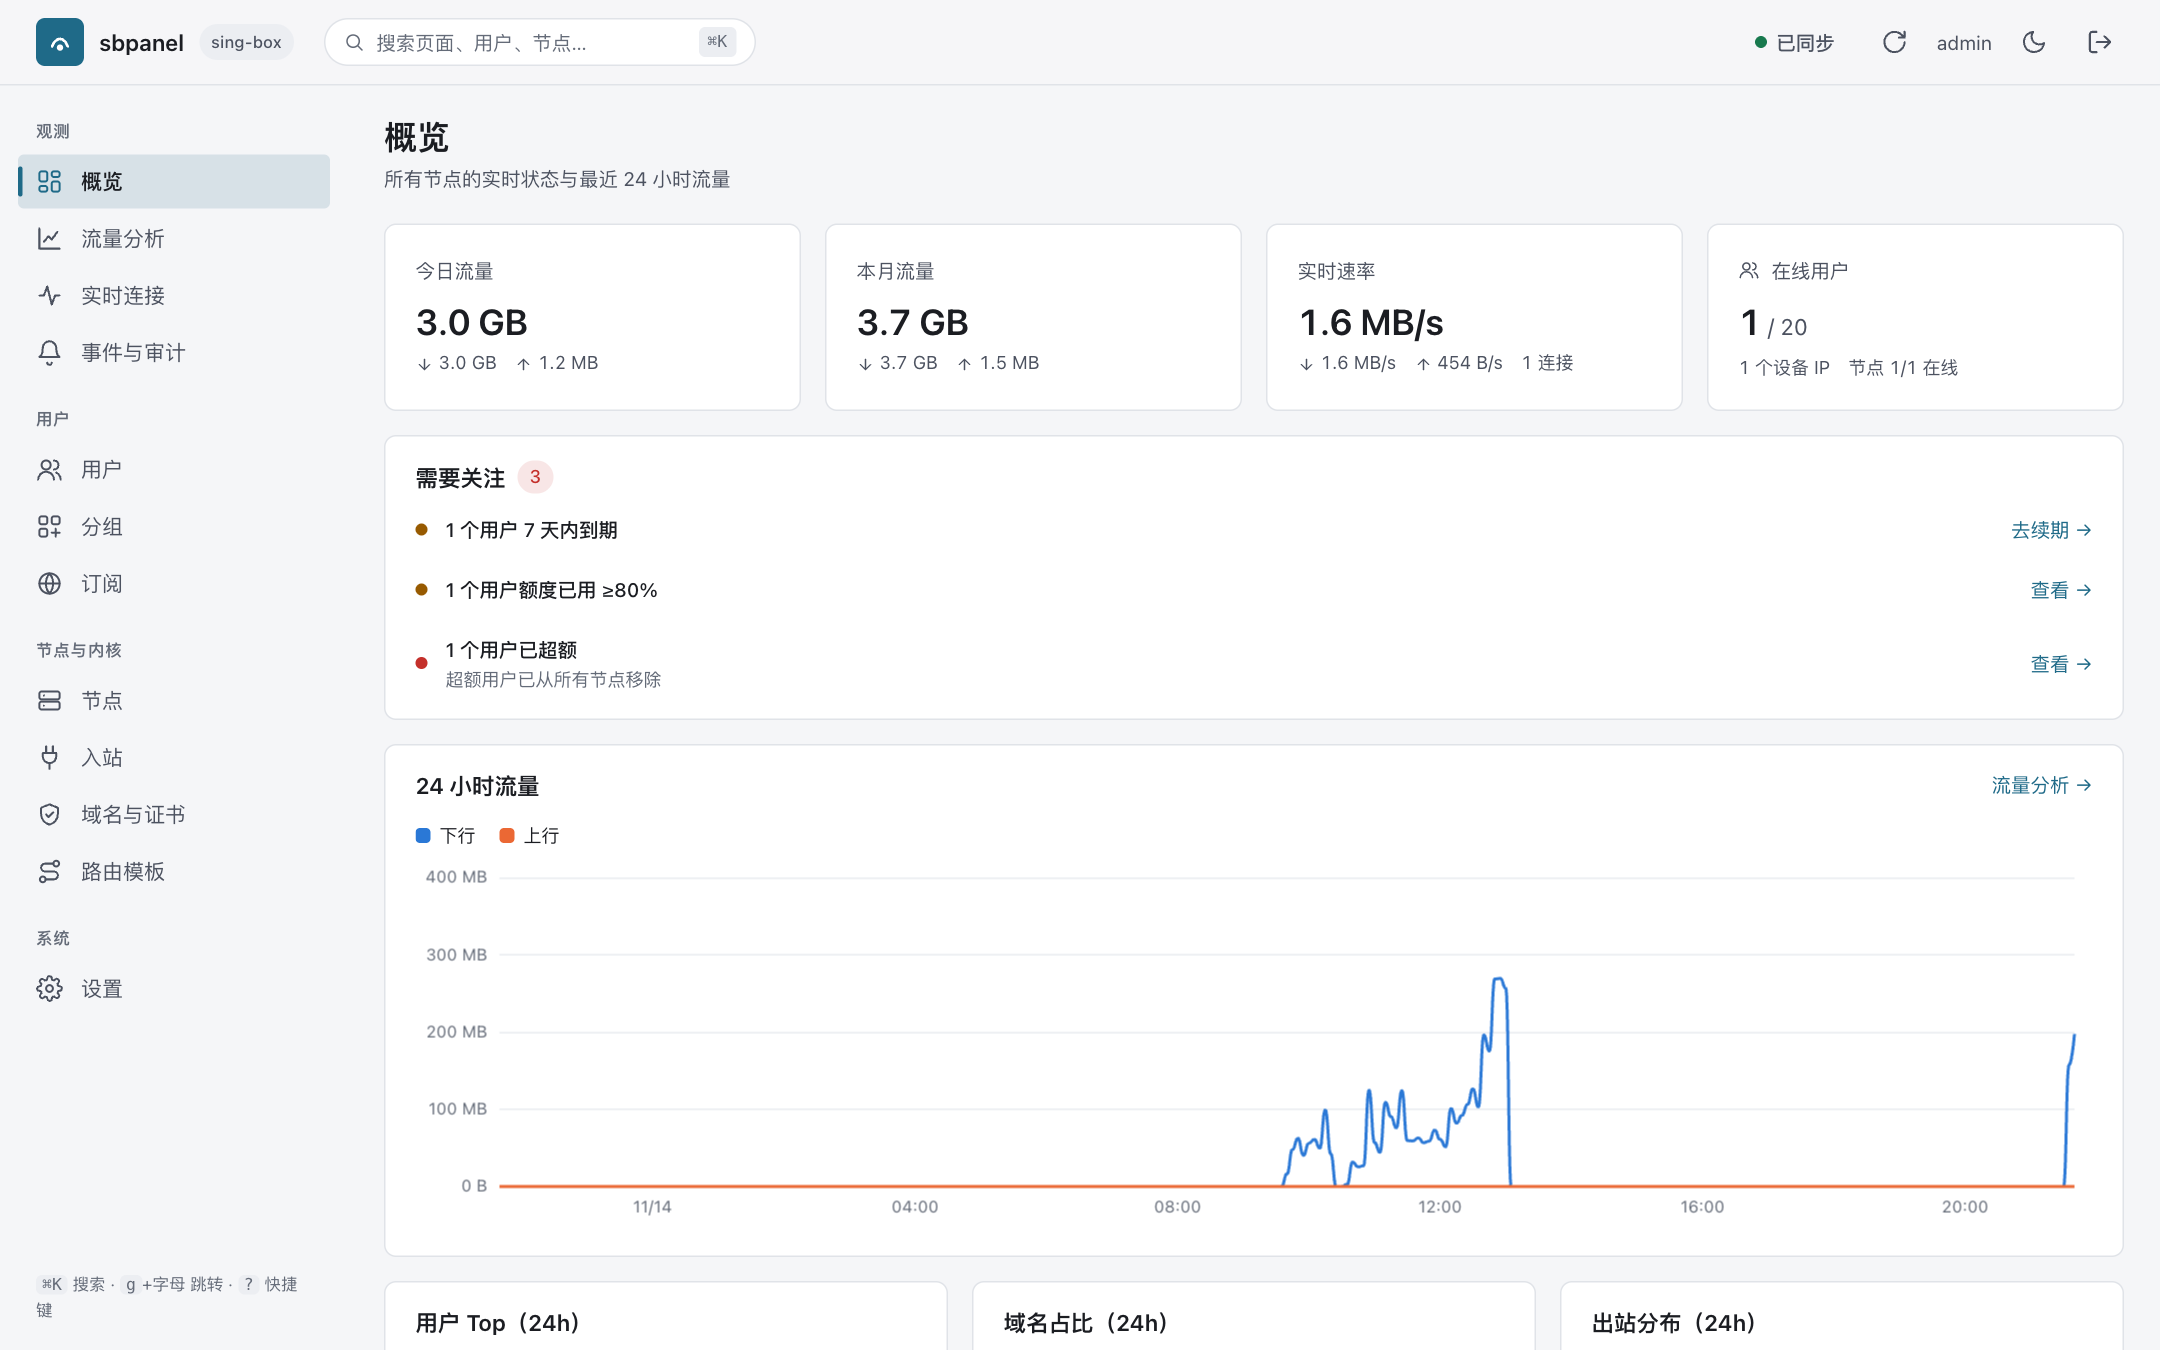 sbpanel sing-box 搜索页面、用户、节点... ⌘K 已同步 admin
观测
概览
流量分析
实时连接
事件与审计
用户
用户
分组
订阅
节点与内核
节点
入站
域名与证书
路由模板
系统
设置
⌘K 搜索 · g +字母 跳转 · ? 快捷
键
概览
所有节点的实时状态与最近 24 小时流量
今日流量
3.0 GB
↓ 3.0 GB ↑ 1.2 MB
本月流量
3.7 GB
↓ 3.7 GB ↑ 1.5 MB
实时速率
1.6 MB/s
↓ 1.6 MB/s ↑ 454 B/s 1 连接
在线用户
1 / 20
1 个设备 IP 节点 1/1 在线
需要关注 3
1 个用户 7 天内到期 去续期 →
1 个用户额度已用 ≥80% 查看 →
1 个用户已超额 查看 →
超额用户已从所有节点移除
24 小时流量 流量分析 →
下行 上行
400 MB
300 MB
200 MB
100 MB
0 B
11/14 04:00 08:00 12:00 16:00 20:00
用户 Top（24h）
域名占比（24h）
出站分布（24h）